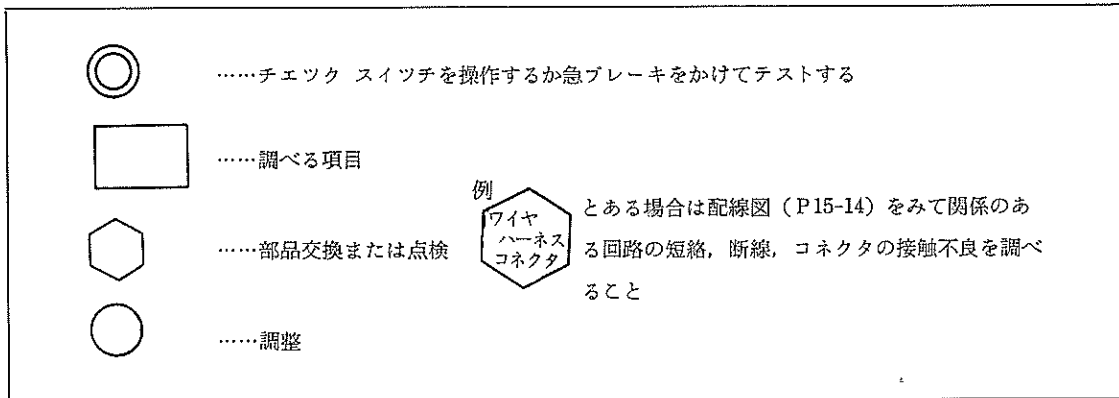 ……チエツク スイツチを操作するか急ブレーキをかけてテストする
……調べる項目
……部品交換または点検
例
ワイヤ
ハーネス
コネクタ
とある場合は配線図（P15-14）をみて関係のあ
る回路の短絡，断線，コネクタの接触不良を調べ
ること
……調整